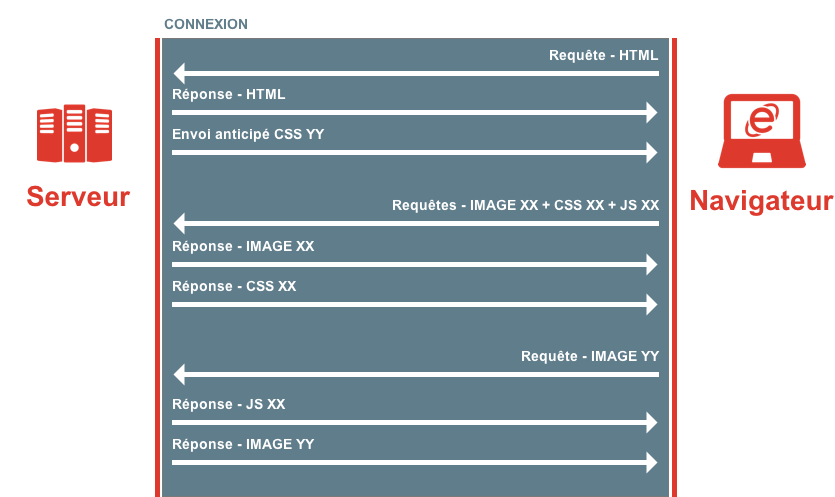 CONNEXION
Requête - HTML
Réponse - HTML
Envoi anticipé CSS YY
Serveur
Navigateur
Requêtes - IMAGE XX + CSS XX + JS XX
Réponse - IMAGE XX
Réponse - CSS XX
Requête - IMAGE YY
Réponse - JS XX
Réponse - IMAGE YY